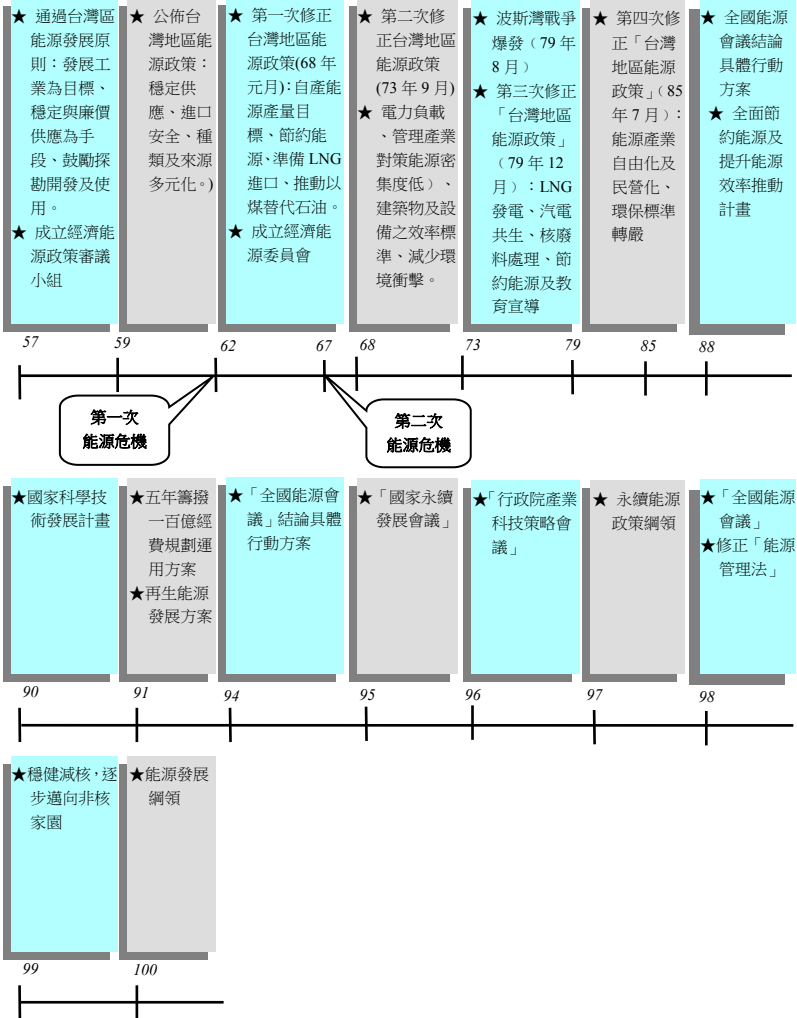 ★ 通過台灣區
能源發展原
則：發展工
業為目標、
穩定與廉價
供應為手
段、鼓勵探
勘開發及使
用。
★ 成立經濟能
源政策審議
小組
★ 公佈台
灣地區能
源政策：
穩定供
應、進口
安全、種
類及來源
多元化。)
★ 第一次修正
台灣地區能
源政策(68 年
元月)：自產能
源產量目
標、節約能
源、準備 LNG
進口、推動以
煤替代石油。
★ 成立經濟能
源委員會
★ 第二次修
正台灣地區
能源政策
(73 年 9 月)
★ 電力負載
、管理產業
對策能源密
集度低）、
建築物及設
備之效率標
準、減少環
境衝擊。
★ 波斯灣戰爭
爆發（79 年
8 月）
★ 第三次修正
「台灣地區
能源政策」
（79 年 12
月）：LNG
發電、汽電
共生、核廢
料處理、節
約能源及教
育宣導
★ 第四次修
正「台灣
地區能源
政策」（85
年 7 月）：
能源產業
自由化及
民營化、
環保標準
轉嚴
★ 全國能源
會議結論
具體行動
方案
★ 全面節
約能源及
提升能源
效率推動
計畫
57
59
62
67
68
73
79
85
88
第一次
能源危機
第二次
能源危機
★國家科學技
術發展計畫
★五年籌撥
一百億經
費規劃運
用方案
★再生能源
發展方案
★「全國能源會
議」結論具體
行動方案
★「國家永續
發展會議」
★「行政院產業
科技策略會
議」
★ 永續能源
政策綱領
★「全國能源
會議」
★修正「能源
管理法」
90
91
94
95
96
97
98
★穩健減核，逐
步邁向非核
家園
★能源發展
綱領
99
100